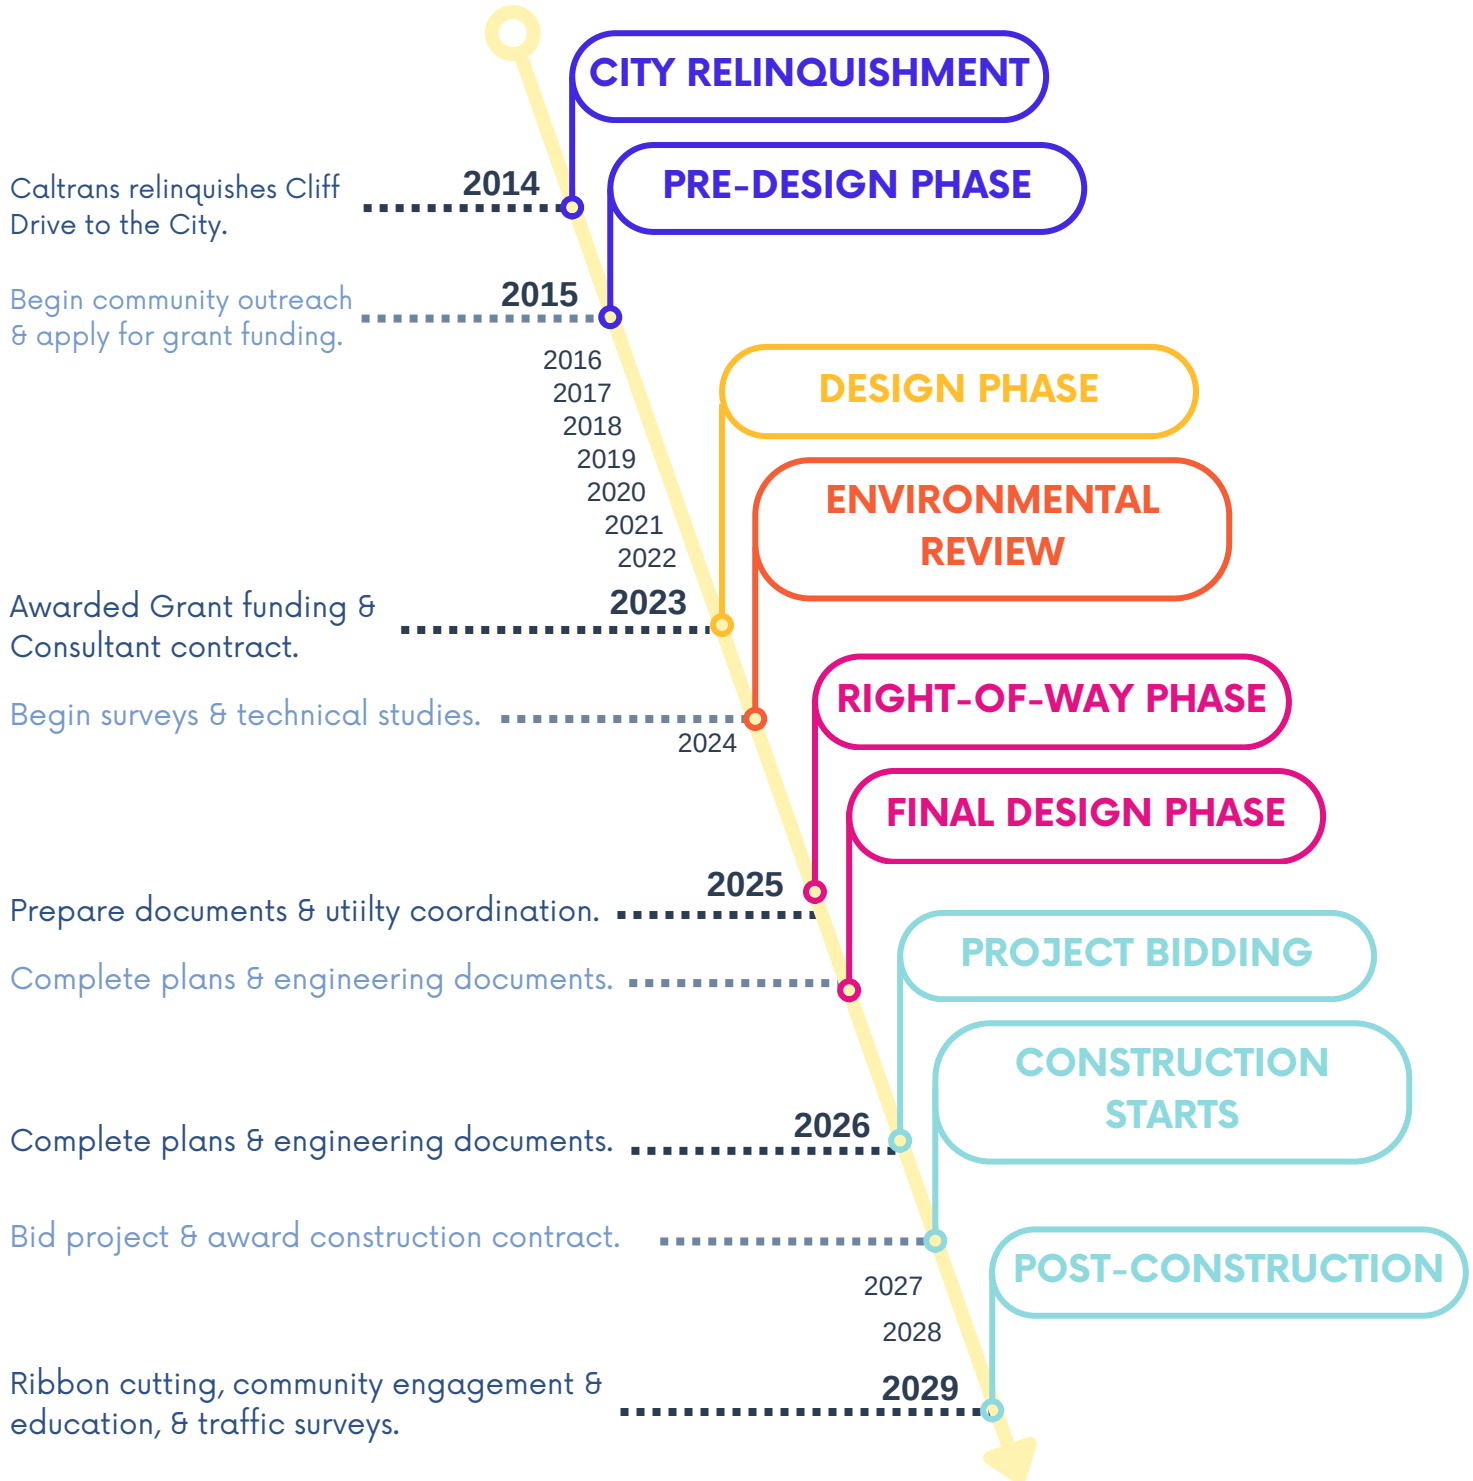 CITY RELINQUISHMENT
PRE-DESIGN PHASE
2014
Caltrans relinquishes Cliff
Drive to the City.
2015
Begin community outreach
& apply for grant funding.
2016
2017
2018
2019
2020
2021
2022
DESIGN PHASE
ENVIRONMENTAL
REVIEW
2023
Awarded Grant funding &
Consultant contract.
Begin surveys & technical studies.
2024
RIGHT-OF-WAY PHASE
FINAL DESIGN PHASE
2025
Prepare documents & utiilty coordination.
Complete plans & engineering documents.
PROJECT BIDDING
CONSTRUCTION
STARTS
2026
Complete plans & engineering documents.
Bid project & award construction contract.
POST-CONSTRUCTION
2027
2028
2029
Ribbon cutting, community engagement &
education, & traffic surveys.